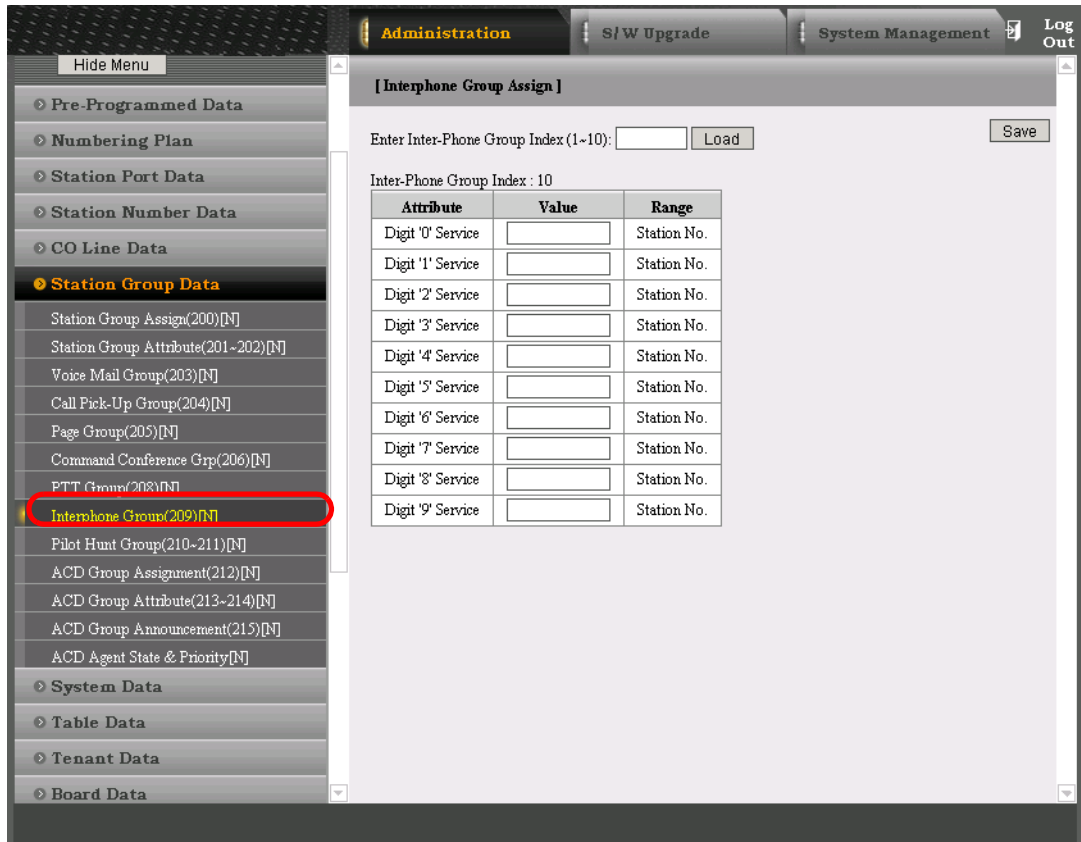 Administration
S/W Upgrade
System Management
Log Out
Hide Menu
Pre-Programmed Data
Numbering Plan
Station Port Data
Station Number Data
CO Line Data
Station Group Data
Station Group Assign(200)[N]
Station Group Attribute(201~202)[N]
Voice Mail Group(203)[N]
Call Pick-Up Group(204)[N]
Page Group(205)[N]
Command Conference Grp(206)[N]
PTT Group(208)[N]
Interphone Group(209)[N]
Pilot Hunt Group(210~211)[N]
ACD Group Assignment(212)[N]
ACD Group Attribute(213~214)[N]
ACD Group Announcement(215)[N]
ACD Agent State & Priority[N]
System Data
Table Data
Tenant Data
Board Data
[ Interphone Group Assign ]
Enter Inter-Phone Group Index (1~10): Load
Save
Inter-Phone Group Index : 10
Attribute Value Range
Digit '0' Service Station No.
Digit '1' Service Station No.
Digit '2' Service Station No.
Digit '3' Service Station No.
Digit '4' Service Station No.
Digit '5' Service Station No.
Digit '6' Service Station No.
Digit '7' Service Station No.
Digit '8' Service Station No.
Digit '9' Service Station No.